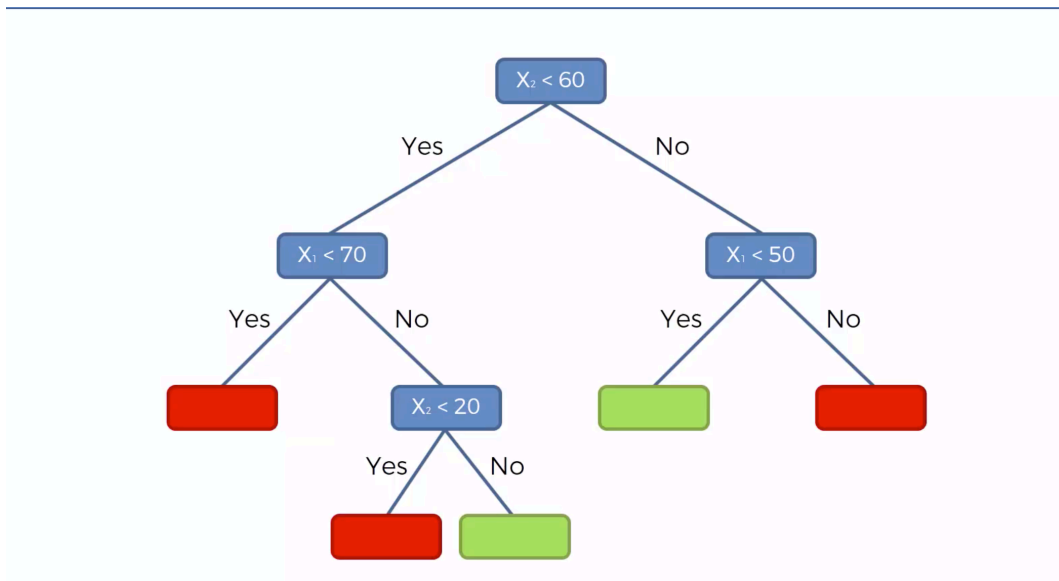 X₂ < 60
Yes
No
X₁ < 70
X₁ < 50
Yes
No
Yes
No
X₂ < 20
Yes
No